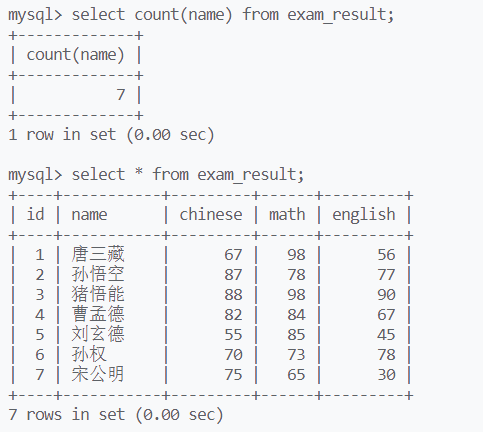 mysql> select count(name) from exam_result;
+-------------+
| count(name) |
+-------------+
|           7 |
+-------------+
1 row in set (0.00 sec)

mysql> select * from exam_result;
+----+-----------+---------+------+---------+
| id | name      | chinese | math | english |
+----+-----------+---------+------+---------+
|  1 | 唐三藏    |      67 |   98 |      56 |
|  2 | 孙悟空    |      87 |   78 |      77 |
|  3 | 猪悟能    |      88 |   98 |      90 |
|  4 | 曹孟德    |      82 |   84 |      67 |
|  5 | 刘玄德    |      55 |   85 |      45 |
|  6 | 孙权      |      70 |   73 |      78 |
|  7 | 宋公明    |      75 |   65 |      30 |
+----+-----------+---------+------+---------+
7 rows in set (0.00 sec)